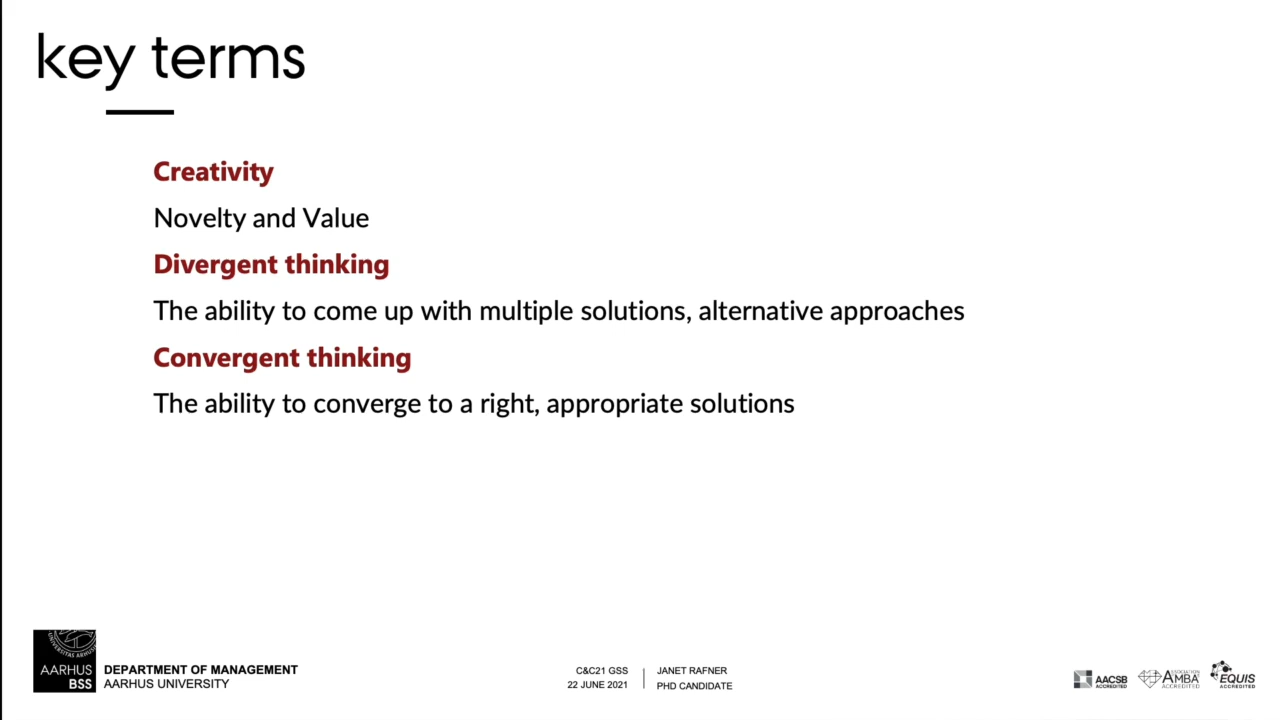 key terms
Creativity
Novelty and Value
Divergent thinking
The ability to come up with multiple solutions, alternative approaches
Convergent thinking
The ability to converge to a right, appropriate solutions
AARHUS
BSS
DEPARTMENT OF MANAGEMENT
AARHUS UNIVERSITY
C&C21 GSS
22 JUNE 2021
JANET RAFNER
PHD CANDIDATE
AACSB
ACCREDITED
ASSOCIATION
AMBA
ACCREDITED
EQUIS
ACCREDITED